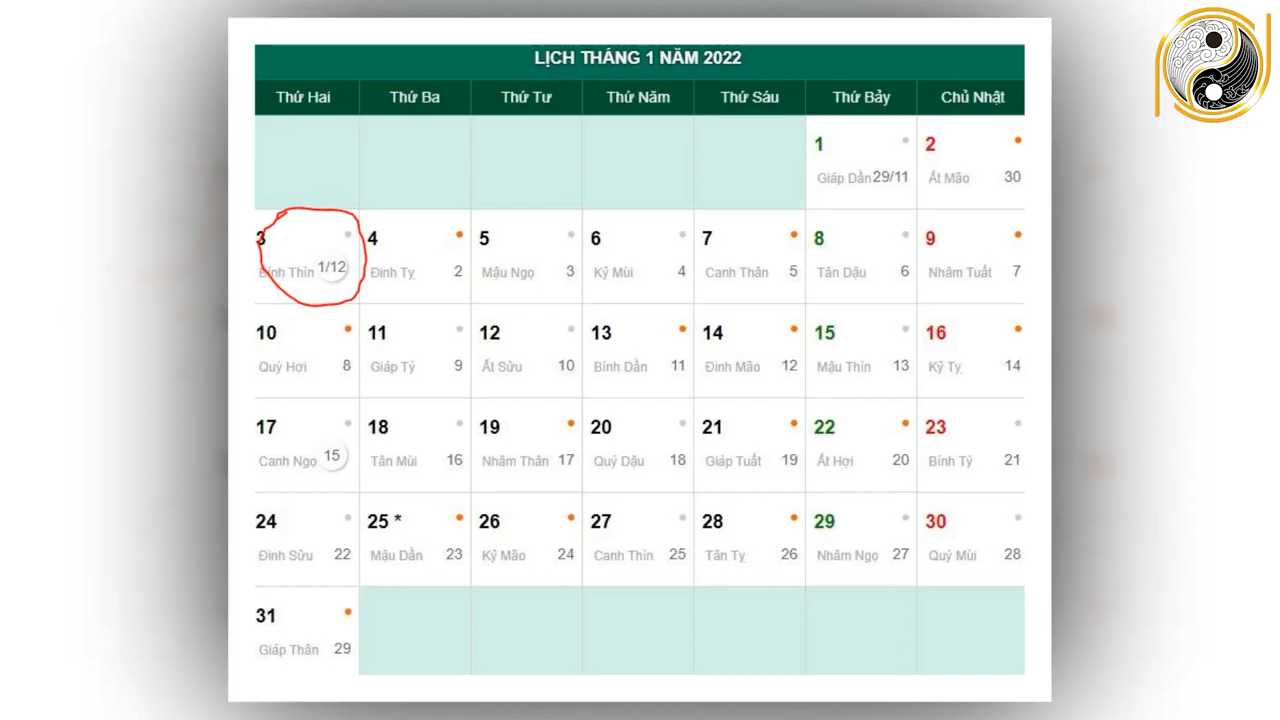 LỊCH THÁNG 1 NĂM 2022
Thứ Hai Thứ Ba Thứ Tư Thứ Năm Thứ Sáu Thứ Bảy Chủ Nhật
1 2
Giáp Dần 29/11 Ất Mão 30
3 4 5 6 7 8 9
Bính Thìn 1/12 Đinh Tỵ 2 Mậu Ngọ 3 Kỷ Mùi 4 Canh Thân 5 Tân Dậu 6 Nhâm Tuất 7
10 11 12 13 14 15 16
Quý Hợi 8 Giáp Tý 9 Ất Sửu 10 Bính Dần 11 Đinh Mão 12 Mậu Thìn 13 Kỷ Tỵ 14
17 18 19 20 21 22 23
Canh Ngọ 15 Tân Mùi 16 Nhâm Thân 17 Quý Dậu 18 Giáp Tuất 19 Ất Hợi 20 Bính Tý 21
24 25 * 26 27 28 29 30
Đinh Sửu 22 Mậu Dần 23 Kỷ Mão 24 Canh Thìn 25 Tân Tỵ 26 Nhâm Ngọ 27 Quý Mùi 28
31
Giáp Thân 29